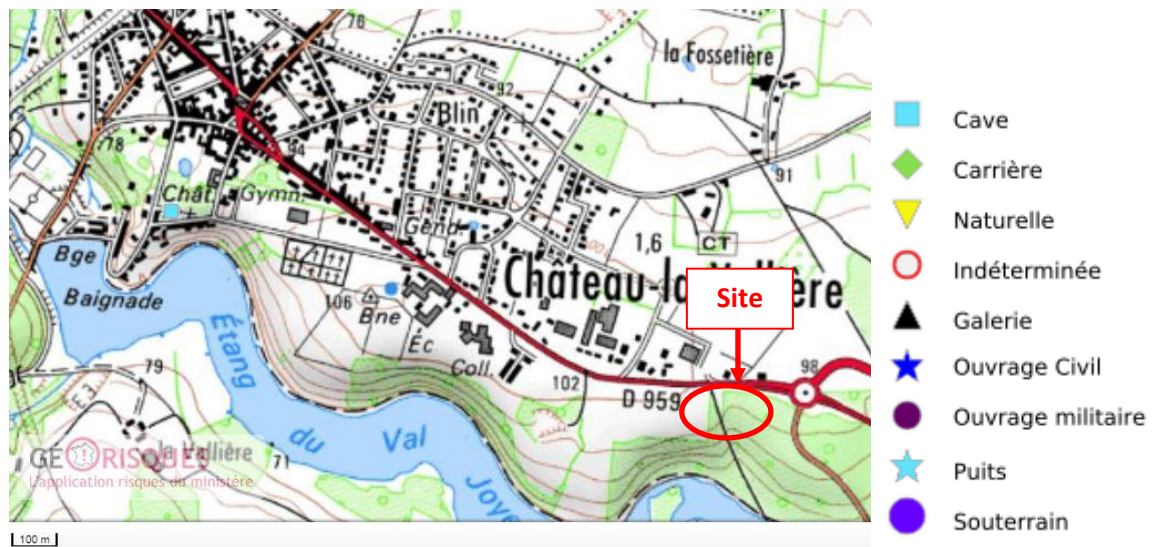 76
la Fossetière
92
Blin
78
94
91
Chât.
Gymn.
Gend.
1,6
CT
Bge
Château-la-Vallière
Site
Baignade
106
Bne
Éc
Coll.
98
79
102
D 959
Étang
du
Val
Joye
la Vallière
71
GEORISQUES
L'application risques du ministère
100 m
Cave
Carrière
Naturelle
Indéterminée
Galerie
Ouvrage Civil
Ouvrage militaire
Puits
Souterrain